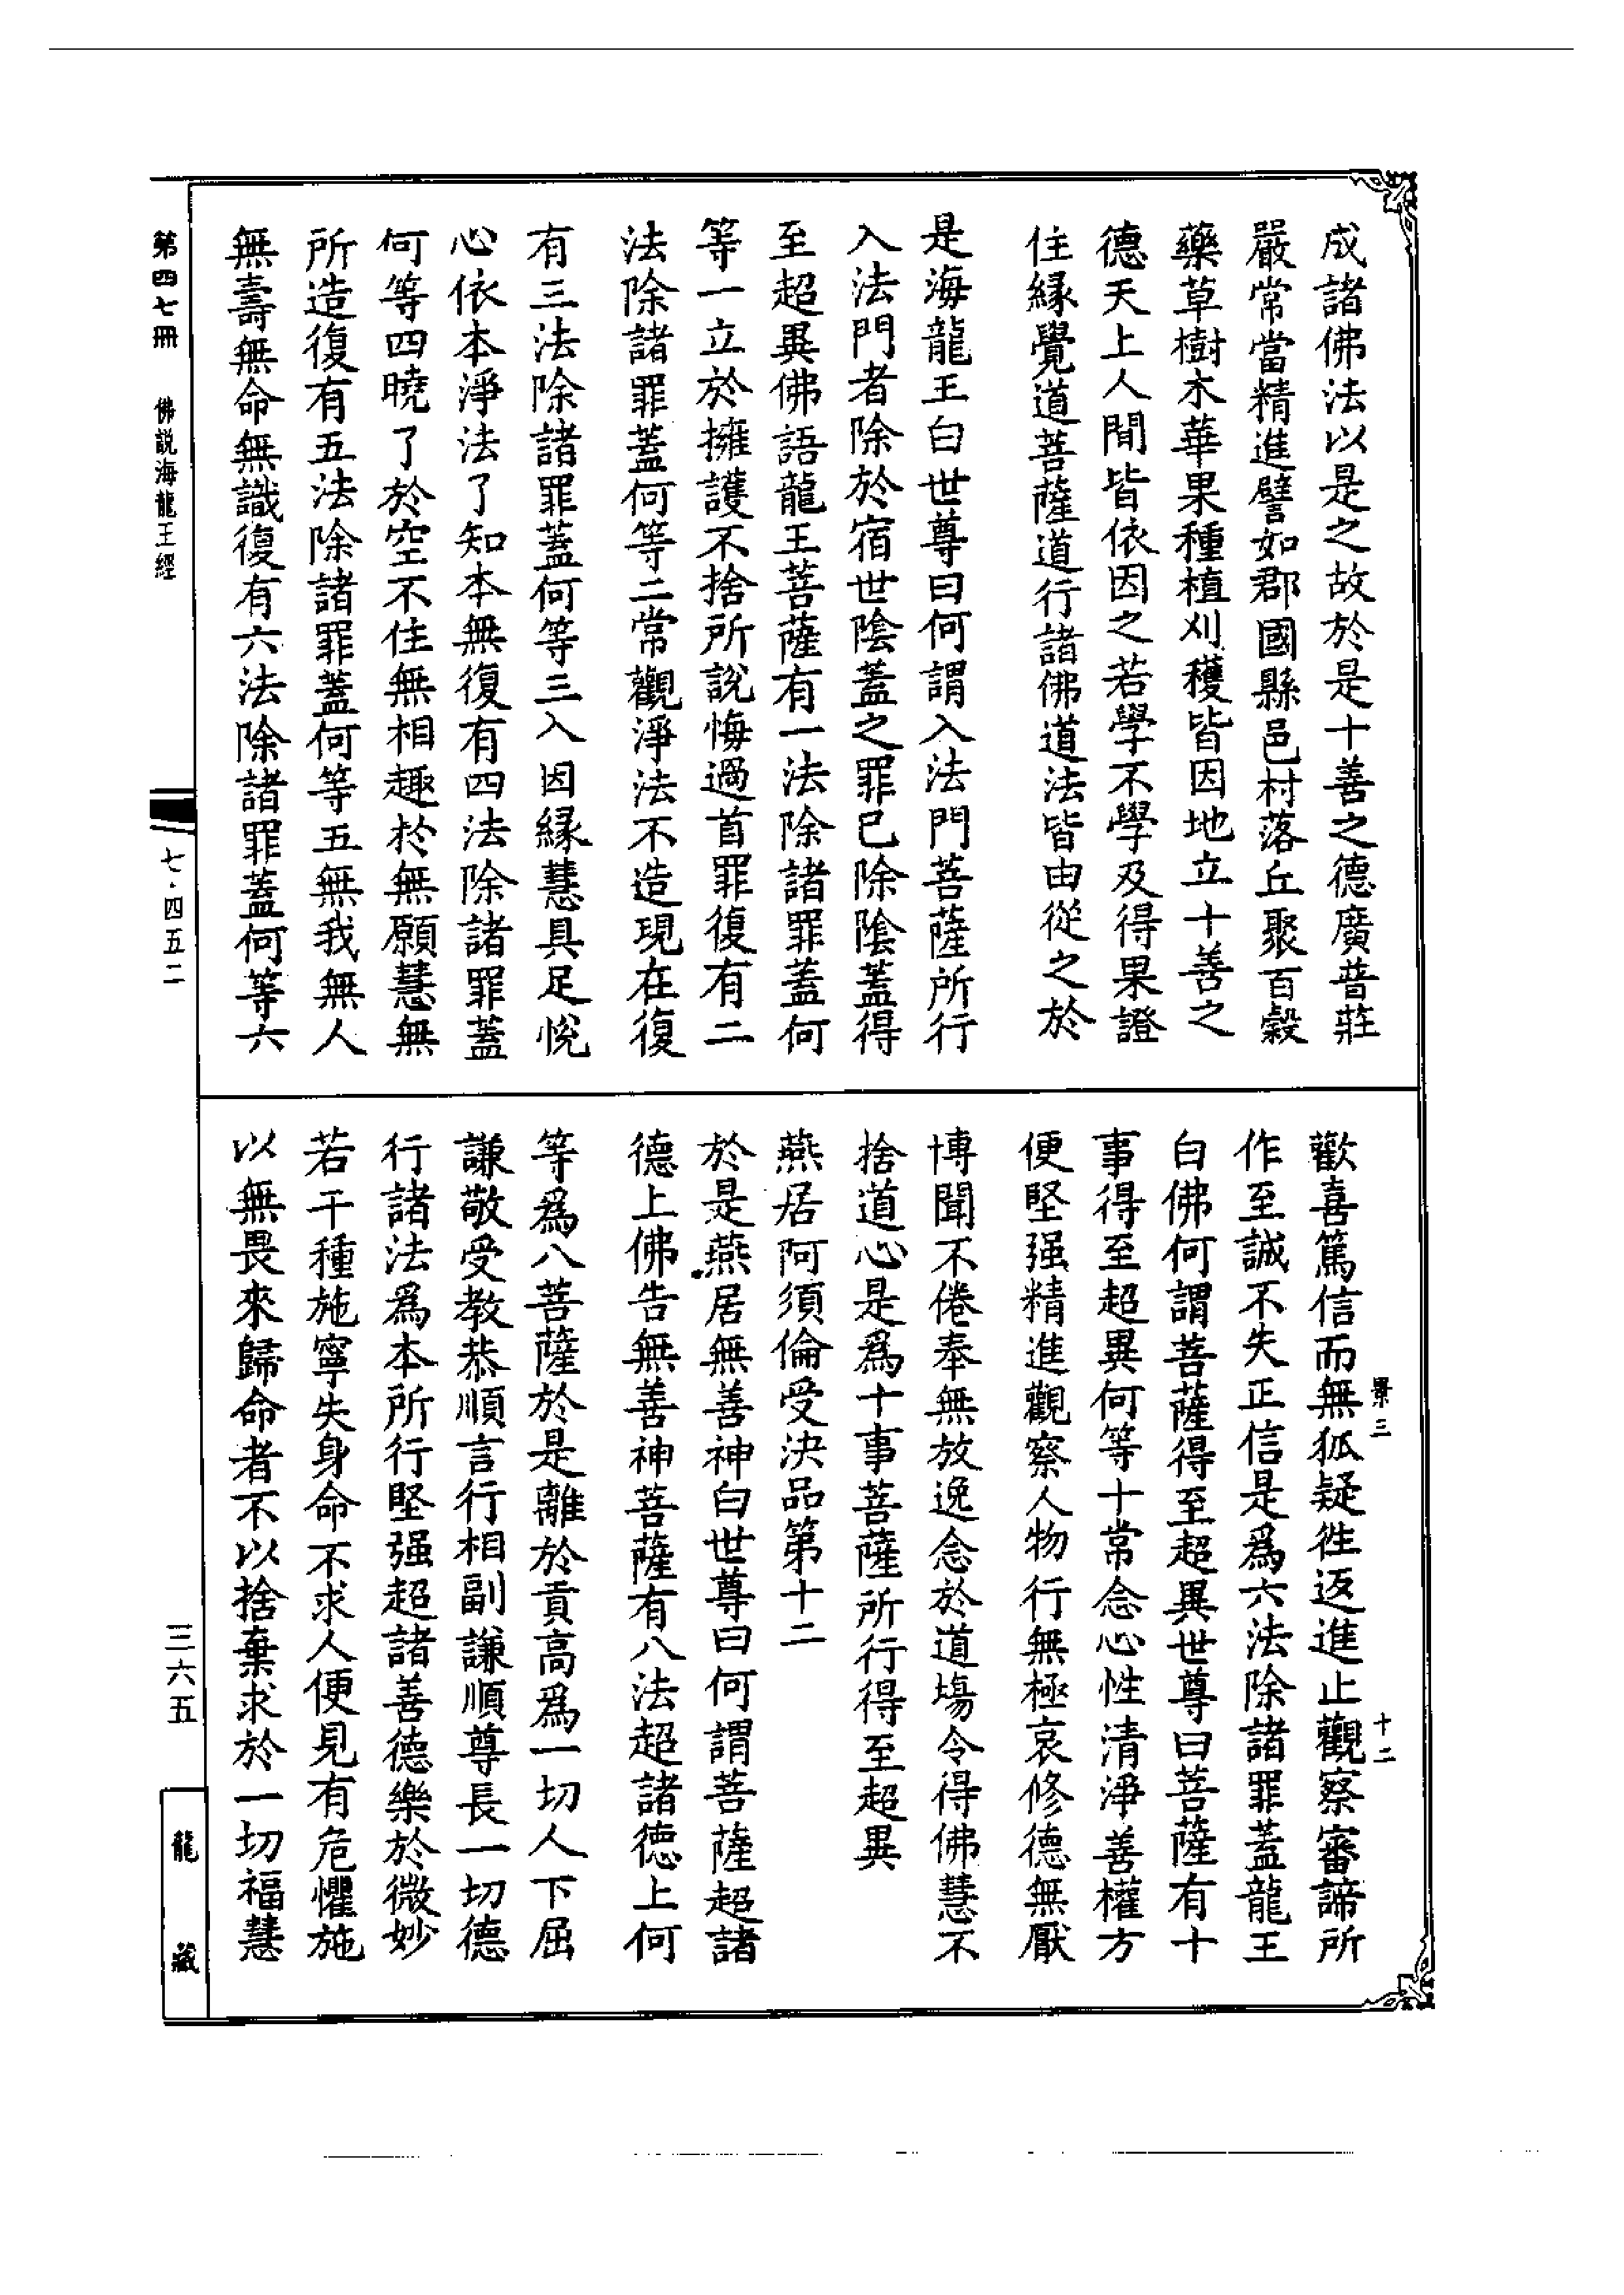 成諸佛法以是之故於是十善之德廣普莊
嚴常當精進譬如郡國縣邑村落丘聚百穀
藥草樹木華果種植刈穫皆因地立十善之
德天上人間皆依因之若學不學及得果證
住緣覺道菩薩道行諸佛道法皆由從之於
是海龍王白世尊曰何謂入法門菩薩所行
入法門者除於宿世陰蓋之罪已除陰蓋得
至超異佛語龍王菩薩有一法除諸罪蓋何
等一立於擁護不捨所說悔過首罪復有二
法除諸罪蓋何等二常觀淨法不造現在復
有三法除諸罪蓋何等三入因緣慧具足悅
心依本淨法了知本無復有四法除諸罪蓋
何等四曉了於空不住無相趣於無願慧無
所造復有五法除諸罪蓋何等五無我無人
無壽無命無識復有六法除諸罪蓋何等六
歡喜篤信而無狐疑徃返進止觀察審諦所
作至誠不失正信是爲六法除諸罪蓋龍王
白佛何謂菩薩得至超異世尊曰菩薩有十
事得至超異何等十常念心性清淨善權方
便堅强精進觀察人物行無極哀修德無厭
博聞不倦奉無放逸念於道塲令得佛慧不
捨道心是爲十事菩薩所行得至超異
燕居阿須倫受決品第十二
於是燕居無善神白世尊曰何謂菩薩超諸
德上佛告無善神菩薩有八法超諸德上何
等爲八菩薩於是離於貢高爲一切人下屈
謙敬受教恭順言行相副謙順尊長一切德
行諸法爲本所行堅强超諸善德樂於微妙
若干種施寧失身命不求人便見有危懼施
以無畏來歸命者不以捨棄求於一切福慧
景三
十二
第四七冊　佛説海龍王經
七·四五二
三六五
龍藏